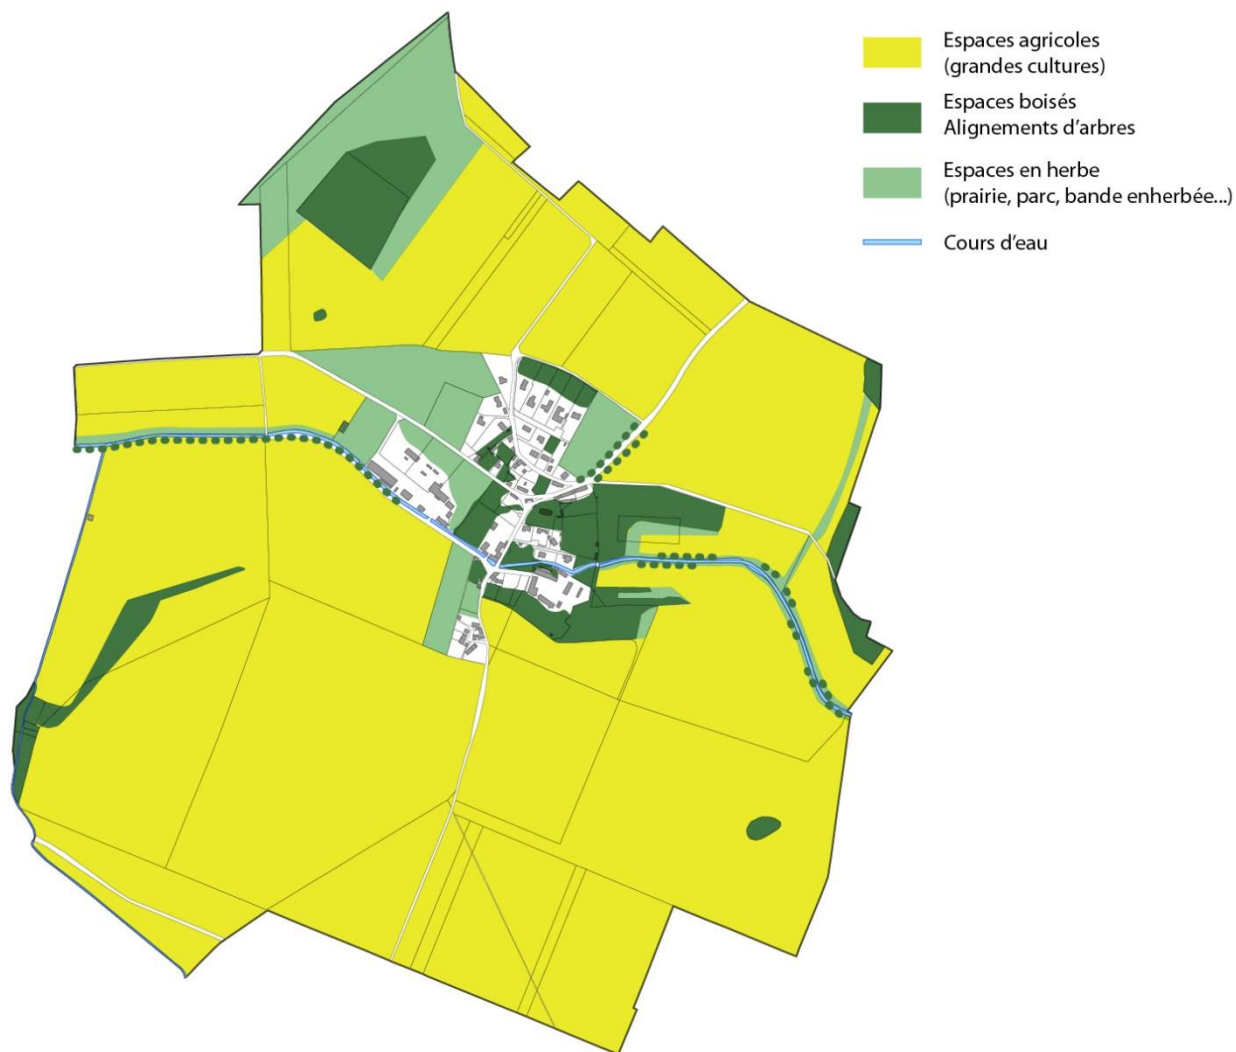 Espaces agricoles
(grandes cultures)
Espaces boisés
Alignements d'arbres
Espaces en herbe
(prairie, parc, bande enherbée...)
Cours d'eau